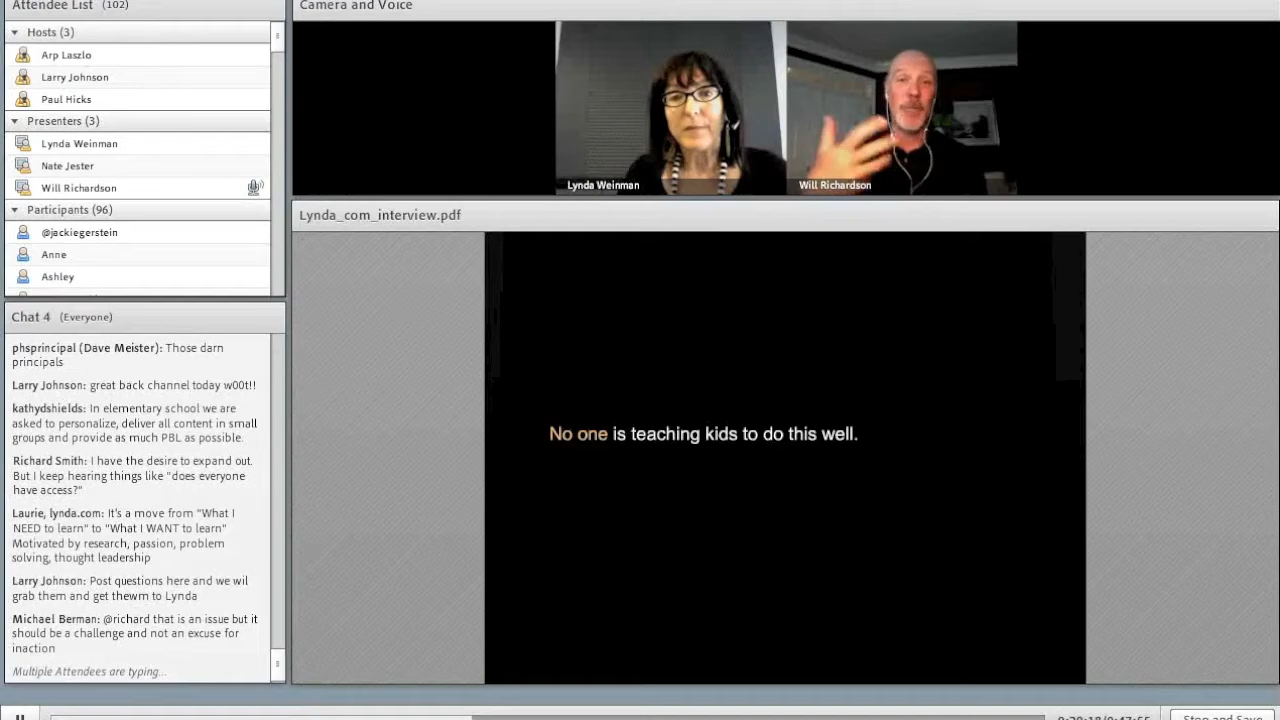 Attendee List (102)
Hosts (3)
Arp Laszlo
Larry Johnson
Paul Hicks
Presenters (3)
Lynda Weinman
Nate Jester
Will Richardson
Participants (96)
@jackiegerstein
Anne
Ashley
Chat 4 (Everyone)
phsprincipal (Dave Meister): Those darn
principals
Larry Johnson: great back channel today w00t!!
kathydshields: In elementary school we are
asked to personalize, deliver all content in small
groups and provide as much PBL as possible.
Richard Smith: I have the desire to expand out.
But I keep hearing things like "does everyone
have access?"
Laurie, lynda.com: It's a move from "What I
NEED to learn" to "What I WANT to learn"
Motivated by research, passion, problem
solving, thought leadership
Larry Johnson: Post questions here and we wil
grab them and get thewm to Lynda
Michael Berman: @richard that is an issue but it
should be a challenge and not an excuse for
inaction
Multiple Attendees are typing...
Camera and Voice
Lynda Weinman
Will Richardson
Lynda_com_interview.pdf
No one is teaching kids to do this well.
Stop and Save